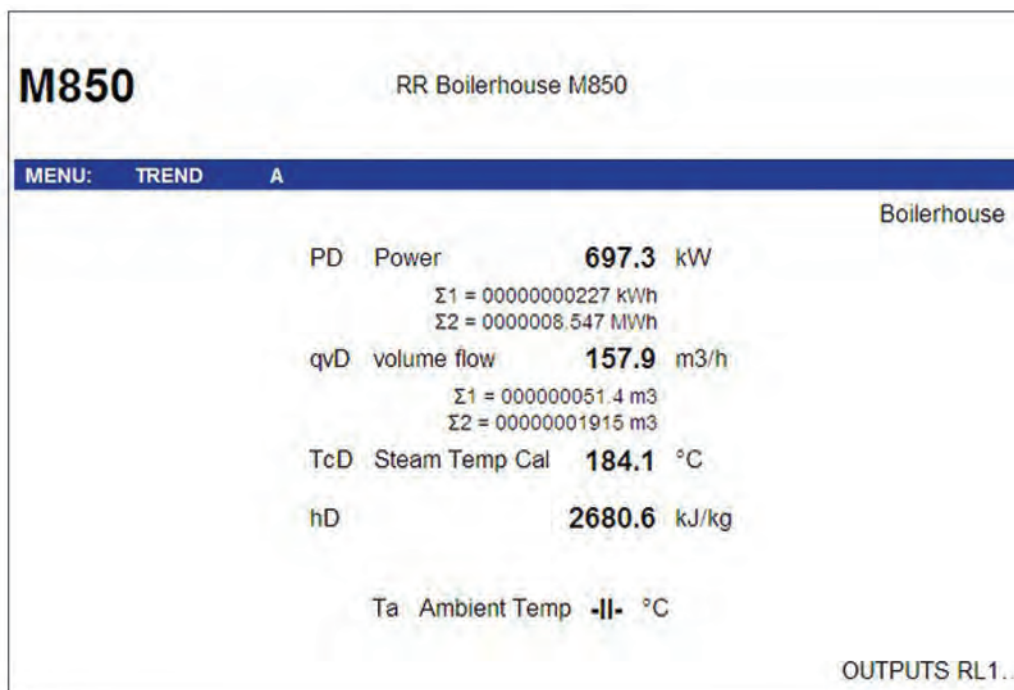 M850 RR Boilerhouse M850
MENU: TREND A
Boilerhouse
PD Power 697.3 kW
Σ1 = 00000000227 kWh
Σ2 = 0000008.547 MWh
qvD volume flow 157.9 m3/h
Σ1 = 000000051.4 m3
Σ2 = 00000001915 m3
TcD Steam Temp Cal 184.1 °C
hD 2680.6 kJ/kg
Ta Ambient Temp -||- °C
OUTPUTS RL1..